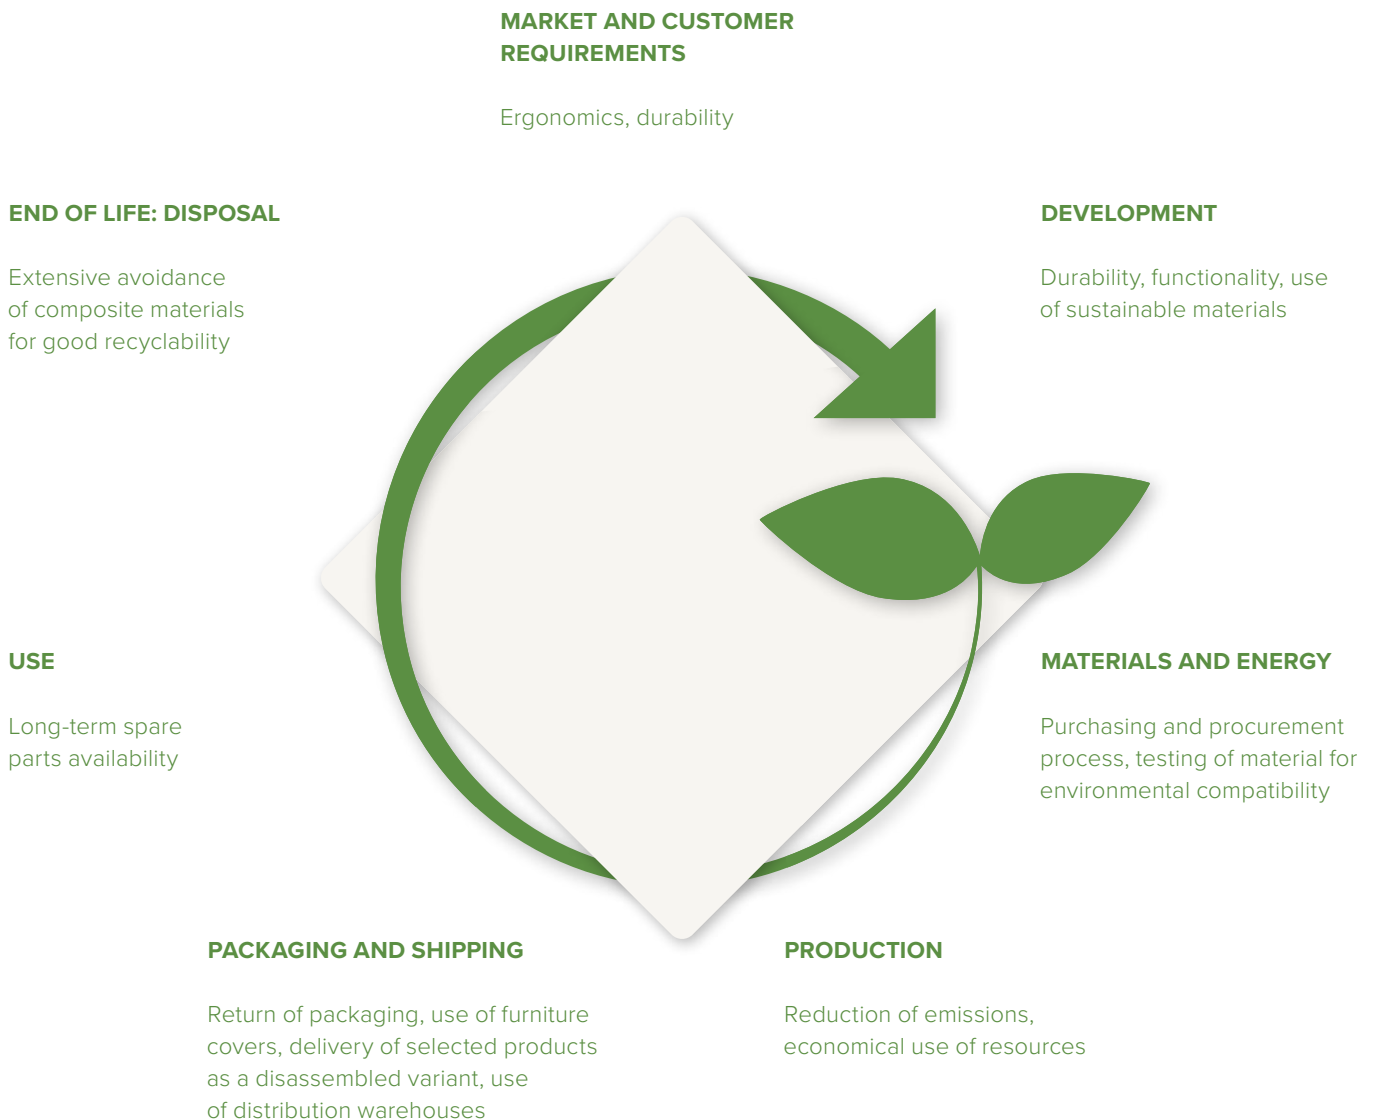 MARKET AND CUSTOMER
REQUIREMENTS
Ergonomics, durability
END OF LIFE: DISPOSAL
Extensive avoidance
of composite materials
for good recyclability
DEVELOPMENT
Durability, functionality, use
of sustainable materials
USE
Long-term spare
parts availability
MATERIALS AND ENERGY
Purchasing and procurement
process, testing of material for
environmental compatibility
PACKAGING AND SHIPPING
Return of packaging, use of furniture
covers, delivery of selected products
as a disassembled variant, use
of distribution warehouses
PRODUCTION
Reduction of emissions,
economical use of resources